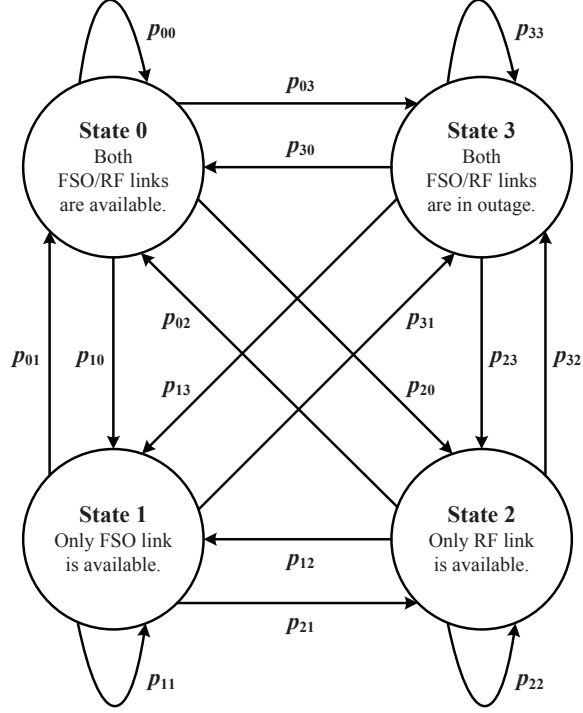 p00
p33
State 0
Both
FSO/RF links
are available.
p03
p30
State 3
Both
FSO/RF links
are in outage.
p01
p10
p02
p13
p31
p20
p23
p32
State 1
Only FSO link
is available.
p12
p21
State 2
Only RF link
is available.
p11
p22